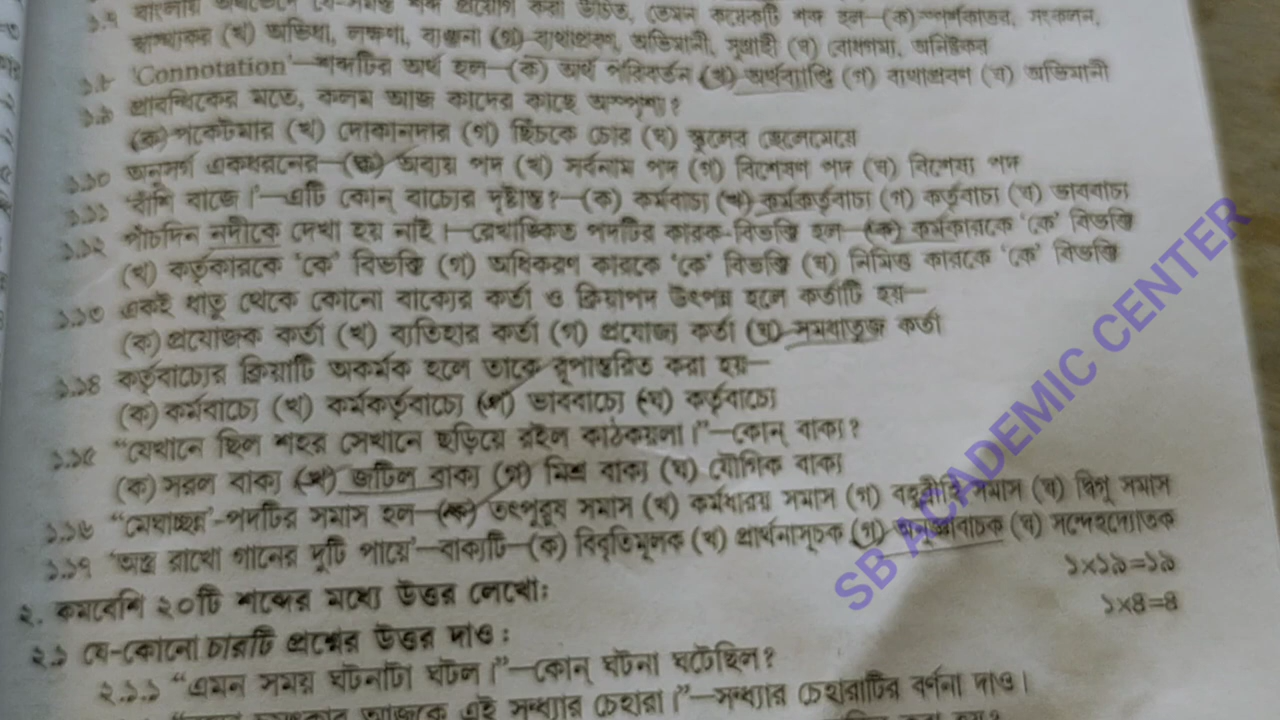 ১.৭ বাংলায় যে-সমস্ত শব্দ প্রয়োগ করা উচিত, তেমন কয়েকটি শব্দ হল—(ক) স্পর্শকাতর, সংকলন,
(খ) অভিধা, লক্ষণা, ব্যঞ্জনা (গ) বাধাশ্রবণ, অভিমানী, সুগ্রাহী (ঘ)
১.৮ 'Connotation'—শব্দটির অর্থ হল—(ক) অর্থ পরিবর্তন (খ) অর্থব্যাপ্তি (গ) বাধাশ্রবণ (ঘ) অভিমানী
১.৯ প্রাবন্ধিকের মতে, কলম আজ কাদের কাছে অস্পৃশ্য?
(ক) পকেটমার (খ) দোকানদার (গ) ছিঁচকে চোর (ঘ) স্কুলের ছেলেমেয়ে
১.১০ অনুসর্গ একধরনের—(ক) অব্যয় পদ (খ) সর্বনাম পদ (গ) বিশেষণ পদ (ঘ) বিশেষ্য পদ
১.১১ 'বাঁশি বাজে।'—এটি কোন্ বাচ্যের দৃষ্টান্ত?—(ক) কর্মবাচ্য (খ) কর্মকর্তৃবাচ্য (গ) কর্তৃবাচ্য (ঘ) ভাববাচ্য
১.১২ পাঁচদিন নদীকে দেখা হয় নাই।—রেখাঙ্কিত পদটির কারক-বিভক্তি হল—(ক) কর্মকারকে 'কে' বিভক্তি
(খ) কর্তৃকারকে 'কে' বিভক্তি (গ) অধিকরণ কারকে 'কে' বিভক্তি (ঘ) নিমিত্ত কারকে 'কে' বিভক্তি
১.১৩ একই ধাতু থেকে কোনো বাক্যের কর্তা ও ক্রিয়াপদ উৎপন্ন হলে কর্তাটি হয়—
(ক) প্রযোজক কর্তা (খ) ব্যতিহার কর্তা (গ) প্রযোজ্য কর্তা (ঘ) সমধাতুজ কর্তা
১.১৪ কর্তৃবাচ্যের ক্রিয়াটি অকর্মক হলে তাকে রূপান্তরিত করা হয়—
(ক) কর্মবাচ্যে (খ) কর্মকর্তৃবাচ্যে (গ) ভাববাচ্যে (ঘ) কর্তৃবাচ্যে
১.১৫ "যেখানে ছিল শহর সেখানে ছড়িয়ে রইল কাঠকয়লা।"—কোন্ বাক্য?
(ক) সরল বাক্য (খ) জটিল বাক্য (গ) মিশ্র বাক্য (ঘ) যৌগিক বাক্য
১.১৬ "মেঘাচ্ছন্ন'-পদটির সমাস হল—(ক) তৎপুরুষ সমাস (খ) কর্মধারয় সমাস (গ) বহুব্রীহি সমাস (ঘ) দ্বিগু সমাস
১.১৭ 'অস্ত্র রাখো গানের দুটি পায়ে'—বাক্যটি—(ক) বিবৃতিমূলক (খ) প্রার্থনাসূচক (গ) অনুজ্ঞাবাচক (ঘ) সন্দেহদ্যোতক
২. কমবেশি ২০টি শব্দের মধ্যে উত্তর লেখো: ১×১৯=১৯
২.১ যে-কোনো চারটি প্রশ্নের উত্তর দাও : ১×৪=৪
২.১.১ "এমন সময় ঘটনাটা ঘটল।"—কোন্ ঘটনা ঘটেছিল?
এই সন্ধ্যার চেহারা।"—সন্ধ্যার চেহারাটির বর্ণনা দাও।
SB ACADEMIC CENTER